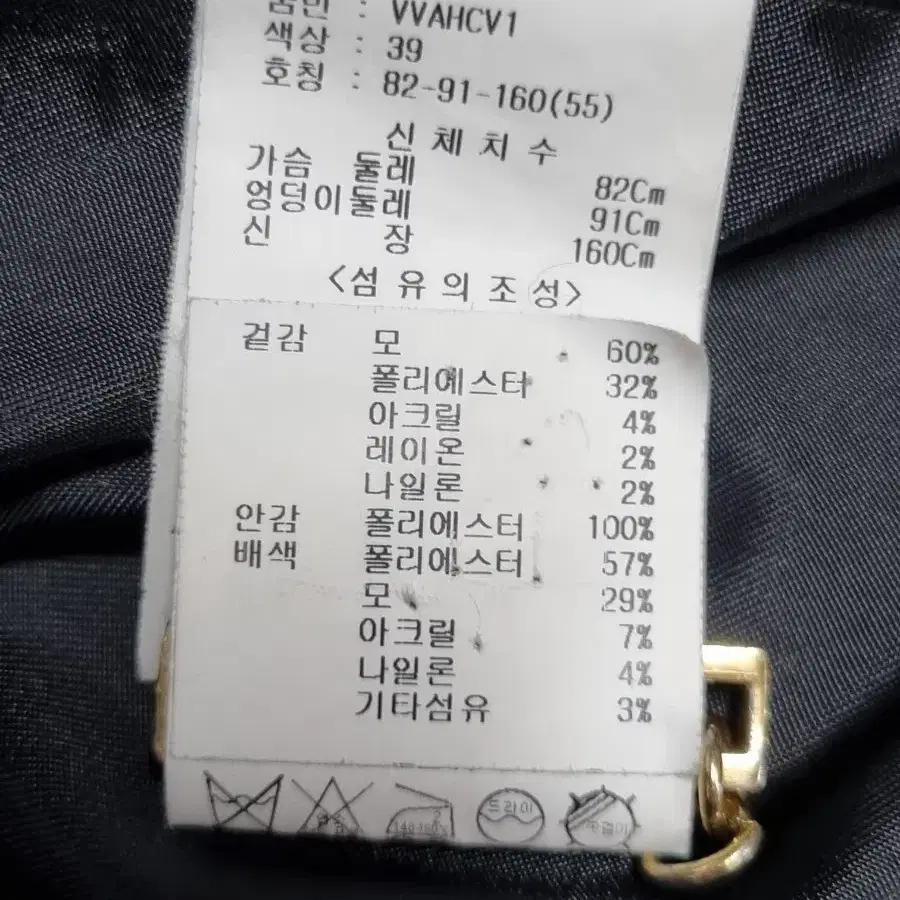 품번 : VVAHCV1
색상 : 39
호칭 : 82-91-160(55)
신체치수
가슴 둘레 82Cm
엉덩이둘레 91Cm
신 장 160Cm
<섬유의 조성>
겉감 모 60%
폴리에스터 32%
아크릴 4%
레이온 2%
나일론 2%
안감 폴리에스터 100%
배색 폴리에스터 57%
모 29%
아크릴 7%
나일론 4%
기타섬유 3%
드라이